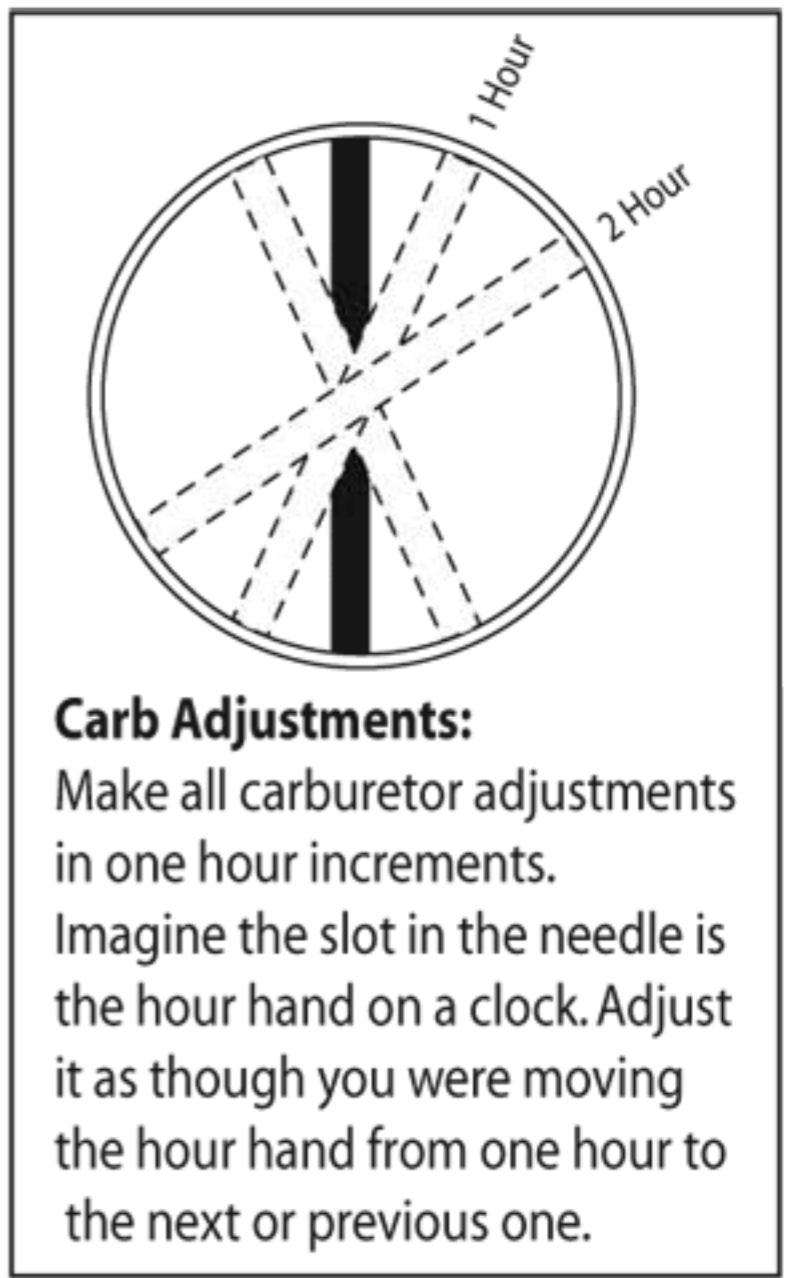 1 Hour
2 Hour
Carb Adjustments:
Make all carburetor adjustments
in one hour increments.
Imagine the slot in the needle is
the hour hand on a clock. Adjust
it as though you were moving
the hour hand from one hour to
the next or previous one.